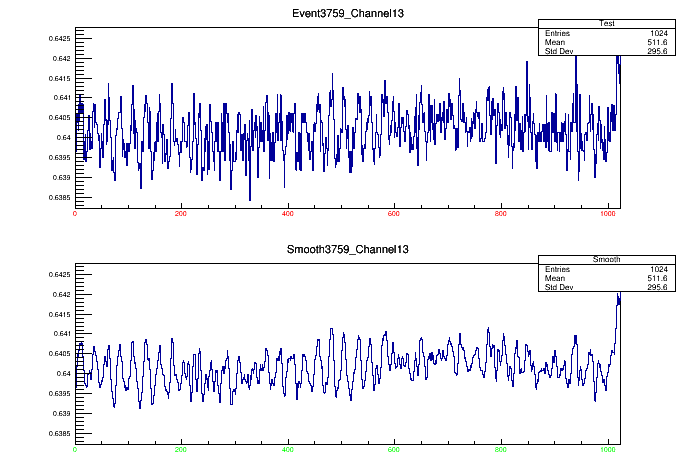 Event3759_Channel13
Test
Entries 1024
Mean 511.6
Std Dev 295.6
0.6425
0.642
0.6415
0.641
0.6405
0.64
0.6395
0.639
0.6385
0 200 400 600 800 1000
Smooth3759_Channel13
Smooth
Entries 1024
Mean 511.6
Std Dev 295.6
0.6425
0.642
0.6415
0.641
0.6405
0.64
0.6395
0.639
0.6385
0 200 400 600 800 1000